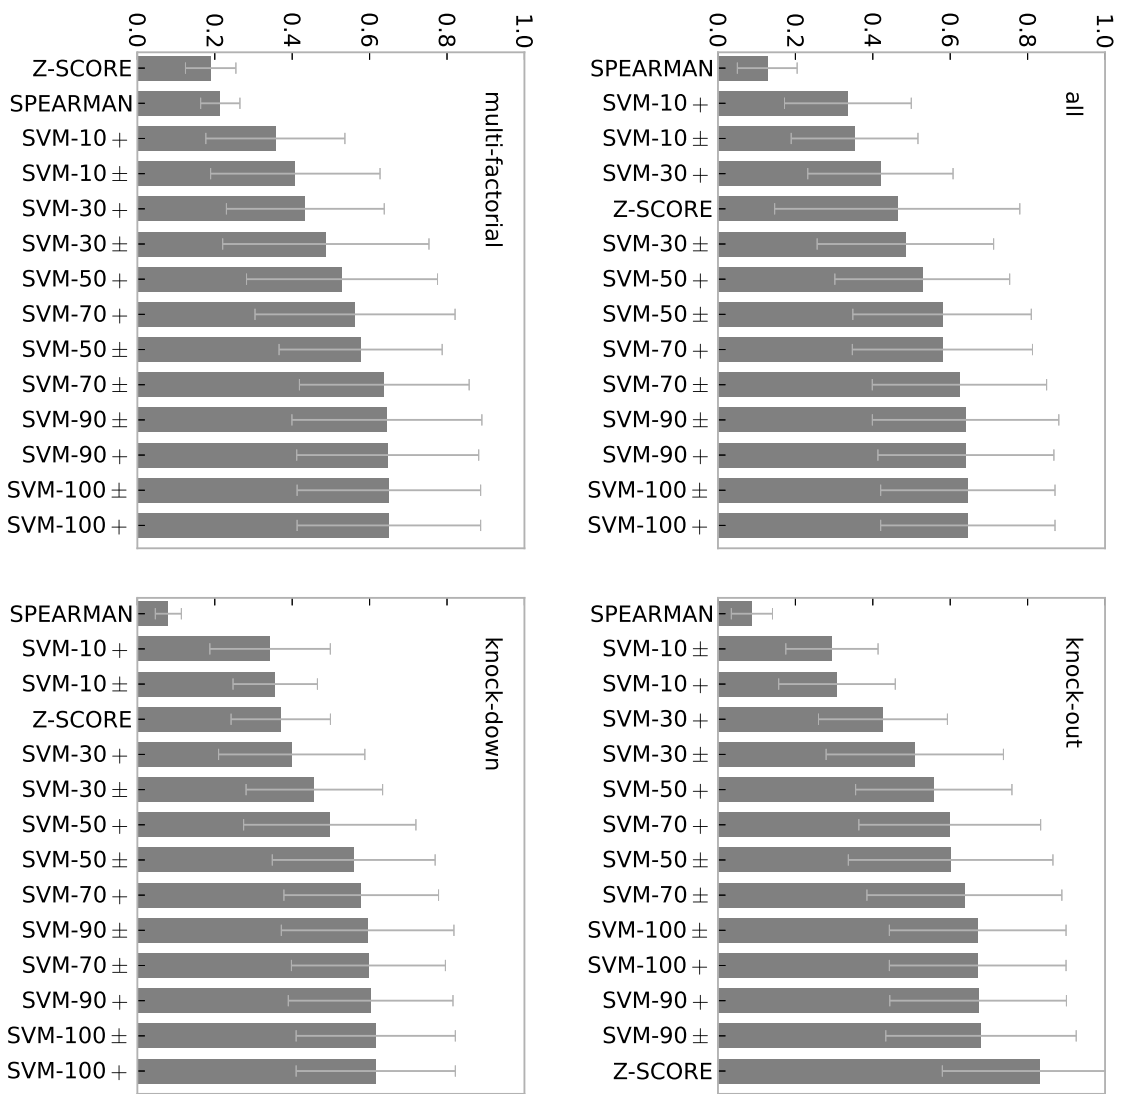 0.0 0.2 0.4 0.6 0.8 1.0
multi-factorial
Z-SCORE
SPEARMAN
SVM-10 +
SVM-10 ±
SVM-30 +
SVM-30 ±
SVM-50 +
SVM-70 +
SVM-50 ±
SVM-70 ±
SVM-90 ±
SVM-90 +
SVM-100 ±
SVM-100 +
0.0 0.2 0.4 0.6 0.8 1.0
all
SPEARMAN
SVM-10 +
SVM-10 ±
SVM-30 +
Z-SCORE
SVM-30 ±
SVM-50 +
SVM-50 ±
SVM-70 +
SVM-70 ±
SVM-90 ±
SVM-90 +
SVM-100 ±
SVM-100 +
knock-down
SPEARMAN
SVM-10 +
SVM-10 ±
Z-SCORE
SVM-30 +
SVM-30 ±
SVM-50 +
SVM-50 ±
SVM-70 +
SVM-90 ±
SVM-70 ±
SVM-90 +
SVM-100 ±
SVM-100 +
knock-out
SPEARMAN
SVM-10 ±
SVM-10 +
SVM-30 +
SVM-30 ±
SVM-50 +
SVM-70 +
SVM-50 ±
SVM-70 ±
SVM-100 ±
SVM-100 +
SVM-90 +
SVM-90 ±
Z-SCORE